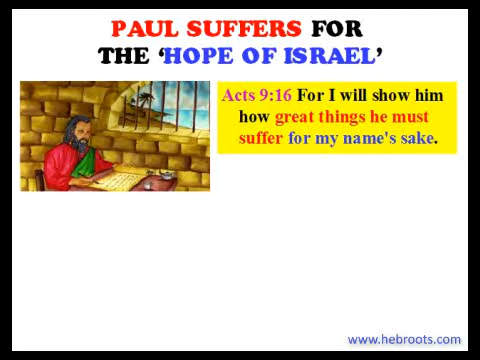 PAUL SUFFERS FOR
THE ‘HOPE OF ISRAEL’
Acts 9:16 For I will show him
how great things he must
suffer for my name's sake.
www.hebroots.com